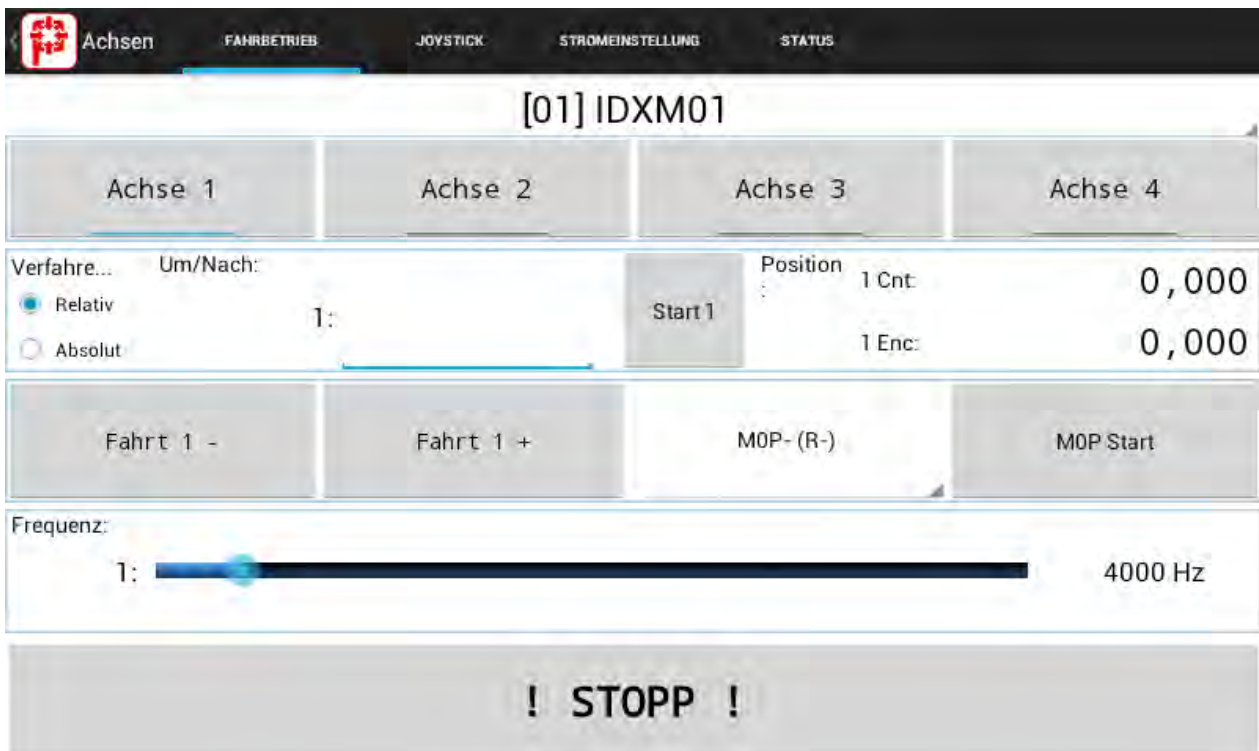 Achsen FAHRBETRIEB JOYSTICK STROMEINSTELLUNG STATUS
[01] IDXM01
Achse 1 Achse 2 Achse 3 Achse 4
Verfahre... Um/Nach: Position
:
Relativ 1: Start 1 1 Cnt: 0,000
Absolut 1 Enc: 0,000
Fahrt 1 - Fahrt 1 + M0P- (R-) M0P Start
Frequenz:
1: 4000 Hz
! STOPP !